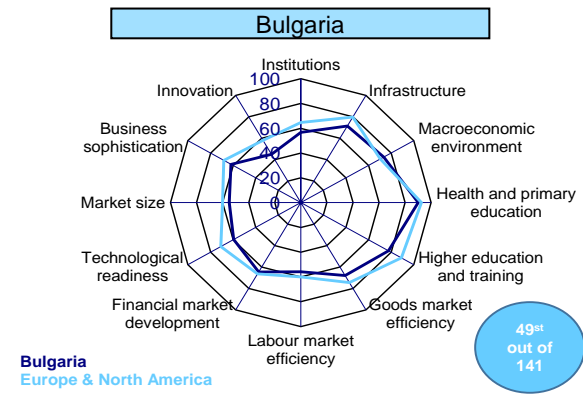 Bulgaria
Institutions
100
80
60
40
20
0
Infrastructure
Macroeconomic
environment
Health and primary
education
Higher education
and training
Goods market
efficiency
Labour market
efficiency
Financial market
development
Technological
readiness
Market size
Business
sophistication
Innovation
49st
out of
141
Bulgaria
Europe & North America